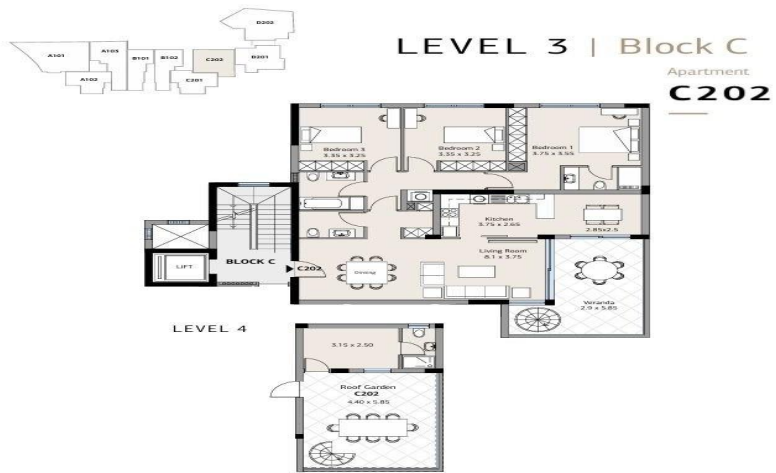 D202
A101
A103
B101
B102
C202
D201
A102
C201
LEVEL 3 | Block C
Apartment
C202
Bedroom 3
3.35 x 3.25
Bedroom 2
3.55 x 3.25
Bedroom 1
3.75 x 3.55
Kitchen
3.75 x 2.65
2.85x2.5
Living Room
6.1 x 3.75
BLOCK C
C202
LIFT
Dining
Veranda
2.9 x 5.85
LEVEL 4
3.15 x 2.50
Roof Garden
C202
4.40 x 5.85